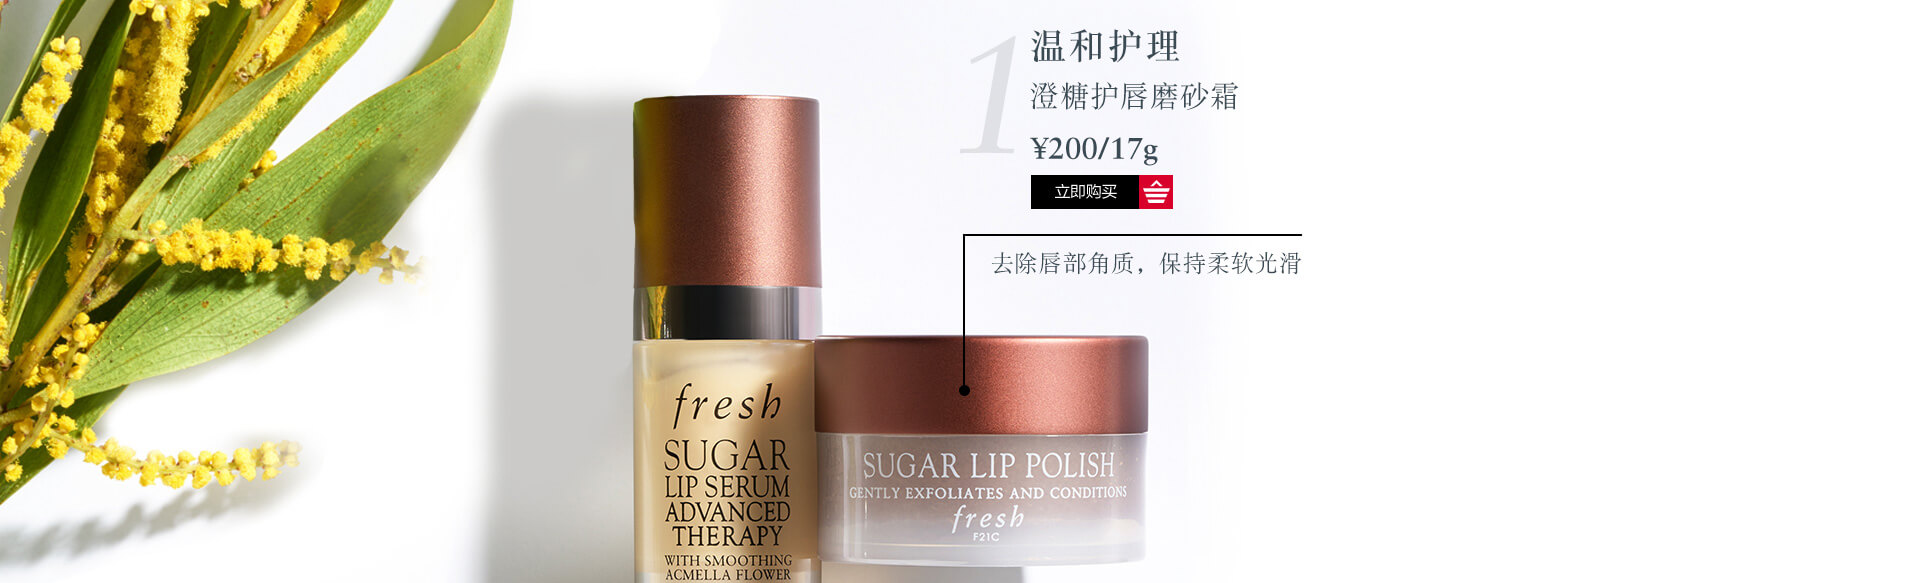 1
温和护理
澄糖护唇磨砂霜
¥200/17g
立即购买
去除唇部角质，保持柔软光滑
fresh
SUGAR
LIP SERUM
ADVANCED
THERAPY
WITH SMOOTHING
ACMELLA FLOWER
SUGAR LIP POLISH
GENTLY EXFOLIATES AND CONDITIONS
fresh
F21C